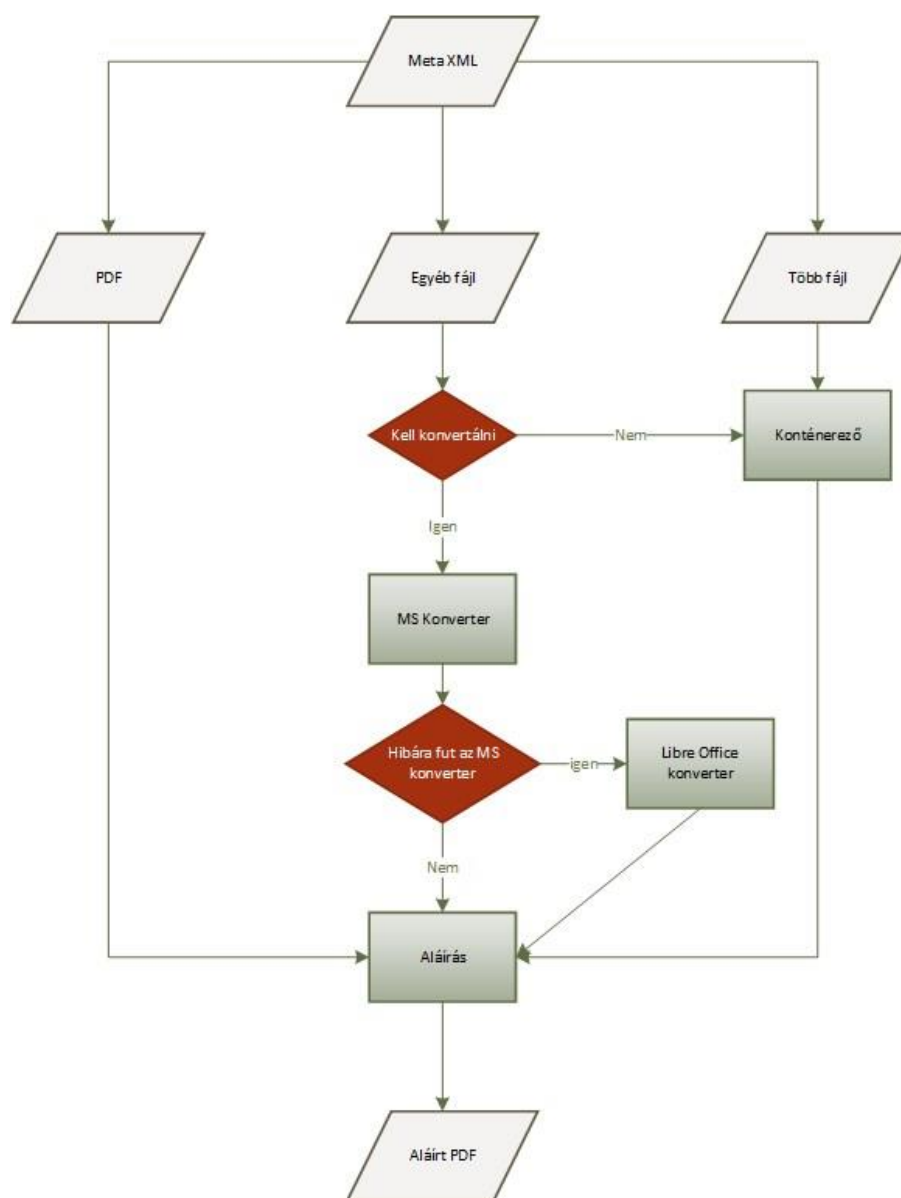 Meta XML
PDF
Egyéb fájl
Több fájl
Kell konvertálni
Nem
Konténerező
Igen
MS Konverter
Hibára fut az MS
konverter
igen
Libre Office
konverter
Nem
Aláírás
Aláírt PDF